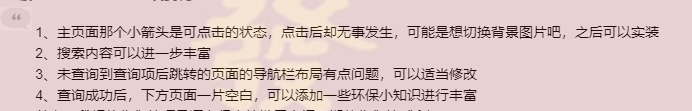 1、主页面那个小箭头是可点击的状态，点击后却无事发生，可能是想切换背景图片吧，之后可以实装
2、搜索内容可以进一步丰富
3、未查询到查询项后跳转的页面的导航栏布局有点问题，可以适当修改
4、查询成功后，下方页面一片空白，可以添加一些环保小知识进行丰富